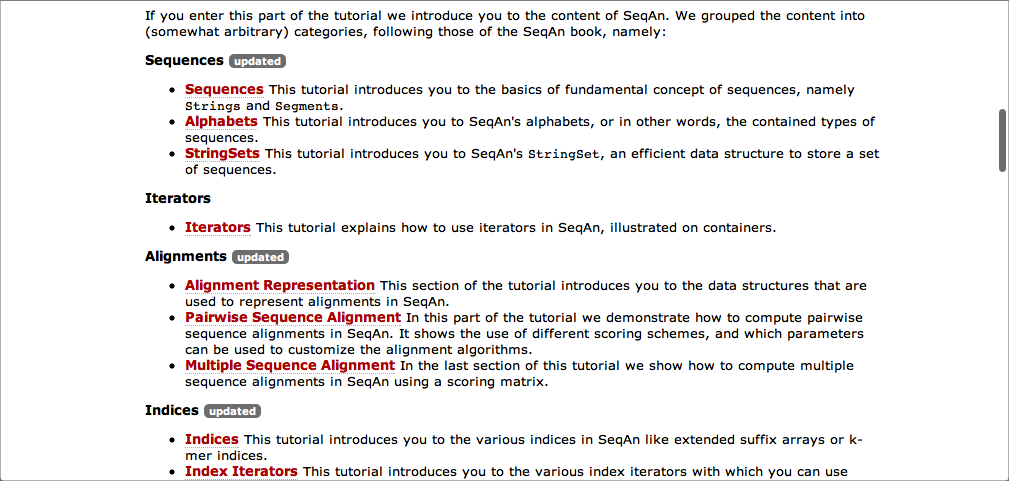 If you enter this part of the tutorial we introduce you to the content of SeqAn. We grouped the content into
(somewhat arbitrary) categories, following those of the SeqAn book, namely:
Sequences updated
• Sequences This tutorial introduces you to the basics of fundamental concept of sequences, namely
Strings and Segments.
• Alphabets This tutorial introduces you to SeqAn's alphabets, or in other words, the contained types of
sequences.
• StringSets This tutorial introduces you to SeqAn's StringSet, an efficient data structure to store a set
of sequences.
Iterators
• Iterators This tutorial explains how to use iterators in SeqAn, illustrated on containers.
Alignments updated
• Alignment Representation This section of the tutorial introduces you to the data structures that are
used to represent alignments in SeqAn.
• Pairwise Sequence Alignment In this part of the tutorial we demonstrate how to compute pairwise
sequence alignments in SeqAn. It shows the use of different scoring schemes, and which parameters
can be used to customize the alignment algorithms.
• Multiple Sequence Alignment In the last section of this tutorial we show how to compute multiple
sequence alignments in SeqAn using a scoring matrix.
Indices updated
• Indices This tutorial introduces you to the various indices in SeqAn like extended suffix arrays or k-
mer indices.
• Index Iterators This tutorial introduces you to the various index iterators with which you can use